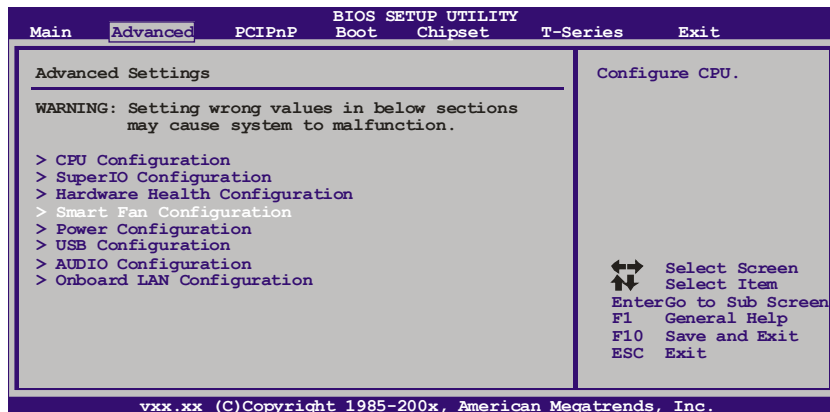 BIOS SETUP UTILITY
Main Advanced PCIPnP Boot Chipset T-Series Exit
Advanced Settings
WARNING: Setting wrong values in below sections
may cause system to malfunction.
> CPU Configuration
> SuperIO Configuration
> Hardware Health Configuration
> Smart Fan Configuration
> Power Configuration
> USB Configuration
> AUDIO Configuration
> Onboard LAN Configuration
Configure CPU.
Select Screen
Select Item
EnterGo to Sub Screen
F1 General Help
F10 Save and Exit
ESC Exit
vxx.xx (C)Copyright 1985-200x, American Megatrends, Inc.